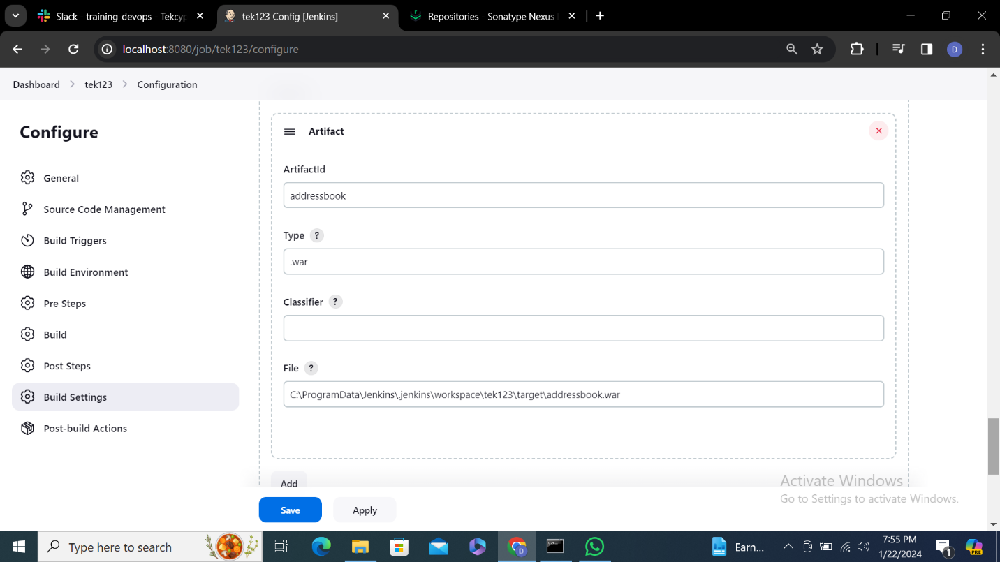 Slack - training-devops - Tekcyp
tek123 Config [Jenkins]
Repositories - Sonatype Nexus
localhost:8080/job/tek123/configure
D
Dashboard > tek123 > Configuration
Configure
General
Source Code Management
Build Triggers
Build Environment
Pre Steps
Build
Post Steps
Build Settings
Post-build Actions
Artifact
ArtifactId
addressbook
Type ?
.war
Classifier ?
File ?
C:\ProgramData\Jenkins\.jenkins\workspace\tek123\target\addressbook.war
Add
Save
Apply
Activate Windows
Go to Settings to activate Windows.
Type here to search
D
Earn...
7:55 PM
1/22/2024
1
PRE